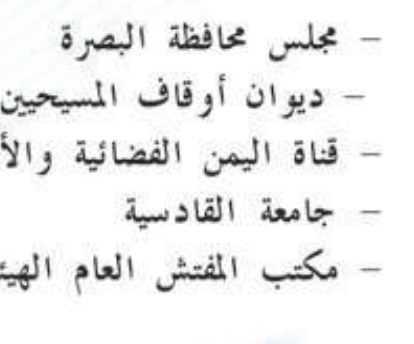 – مجلس محافظة البصرة
– ديوان أوقاف المسيحيين
– قناة اليمن الفضائية
– جامعة القادسية
– مكتب المفتش العام